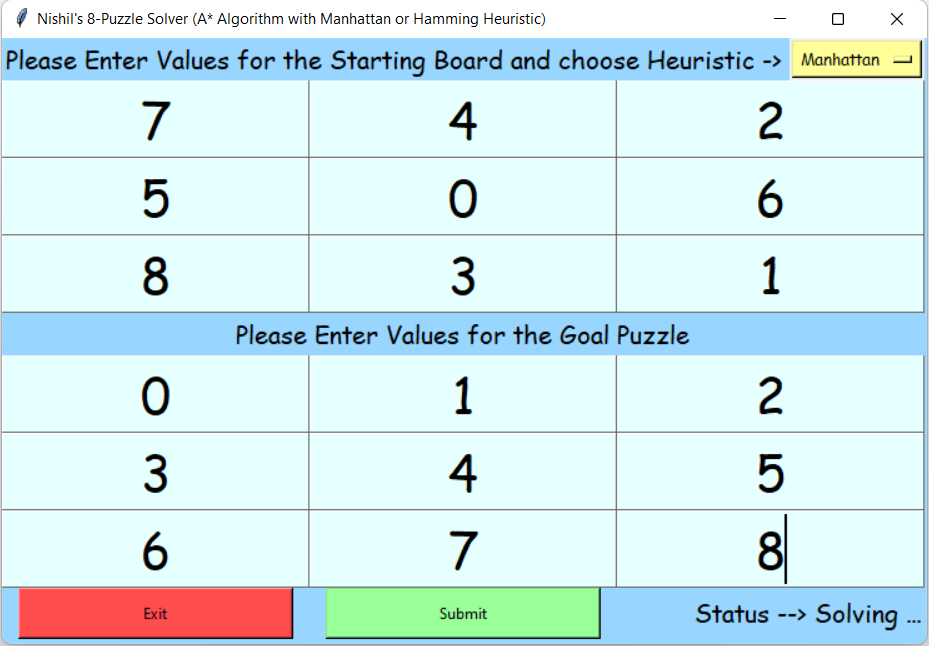 Nishil's 8-Puzzle Solver (A* Algorithm with Manhattan or Hamming Heuristic)
Please Enter Values for the Starting Board and choose Heuristic -> Manhattan
7 4 2
5 0 6
8 3 1
Please Enter Values for the Goal Puzzle
0 1 2
3 4 5
6 7 8
Exit Submit Status --> Solving ...